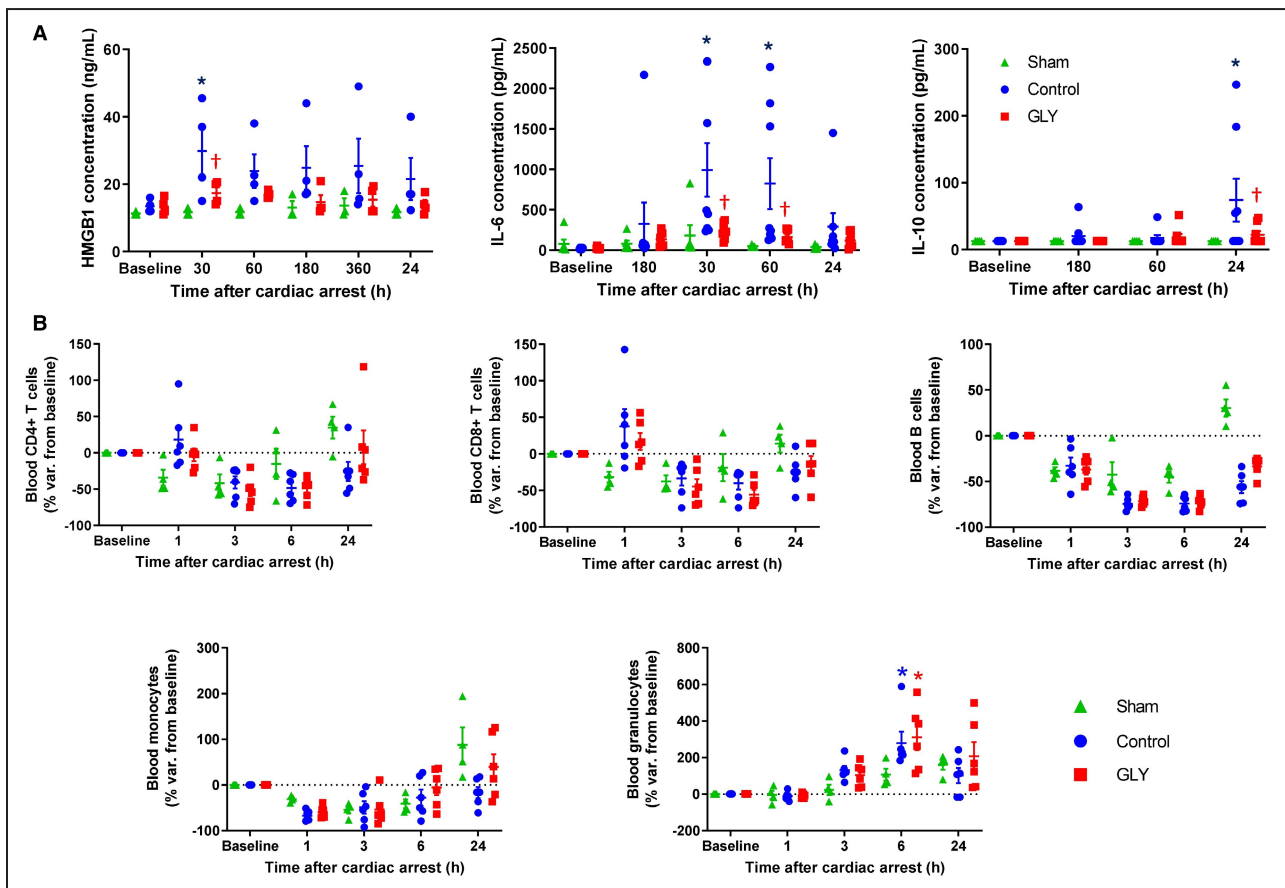 A
HMGB1 concentration (ng/mL)
60
40
20
0
Baseline 30 60 180 360 24
Time after cardiac arrest (h)
*
†
IL-6 concentration (pg/mL)
2500
2000
1500
1000
500
0
Baseline 180 30 60 24
Time after cardiac arrest (h)
* *
† †
IL-10 concentration (pg/mL)
300
200
100
0
Baseline 180 60 24
Time after cardiac arrest (h)
*
†
Sham
Control
GLY
B
Blood CD4+ T cells
(% var. from baseline)
150
100
50
0
-50
-100
Baseline 1 3 6 24
Time after cardiac arrest (h)
Blood CD8+ T cells
(% var. from baseline)
150
100
50
0
-50
-100
Baseline 1 3 6 24
Time after cardiac arrest (h)
Blood B cells
(% var. from baseline)
100
50
0
-50
-100
Baseline 1 3 6 24
Time after cardiac arrest (h)
Blood monocytes
(% var. from baseline)
300
200
100
0
-100
Baseline 1 3 6 24
Time after cardiac arrest (h)
Blood granulocytes
(% var. from baseline)
800
600
400
200
0
-200
Baseline 1 3 6 24
Time after cardiac arrest (h)
* *
Sham
Control
GLY